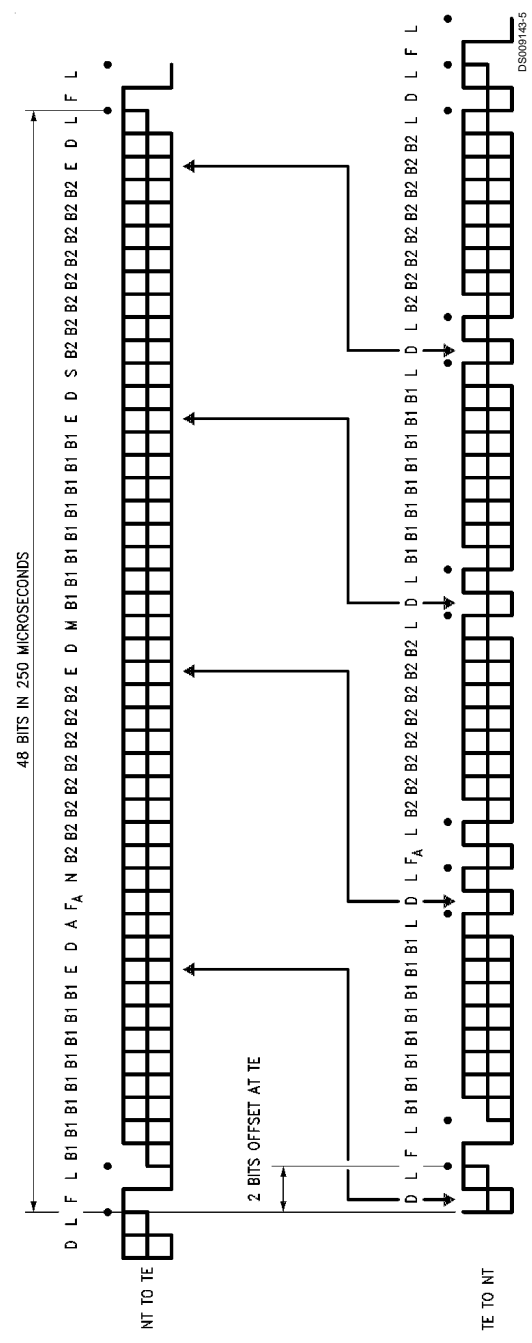 48 BITS IN 250 MICROSECONDS
D L F L B1 B1 B1 B1 B1 B1 B1 B1 E D A FA N B2 B2 B2 B2 B2 B2 B2 B2 E D M B1 B1 B1 B1 B1 B1 B1 B1 E D S B2 B2 B2 B2 B2 B2 B2 B2 E D L F L
NT TO TE
2 BITS OFFSET AT TE
D L F L B1 B1 B1 B1 B1 B1 B1 B1 L D L FA L B2 B2 B2 B2 B2 B2 B2 B2 L D L B1 B1 B1 B1 B1 B1 B1 B1 L D L B2 B2 B2 B2 B2 B2 B2 B2 L D L F L
TE TO NT
DS009143-5